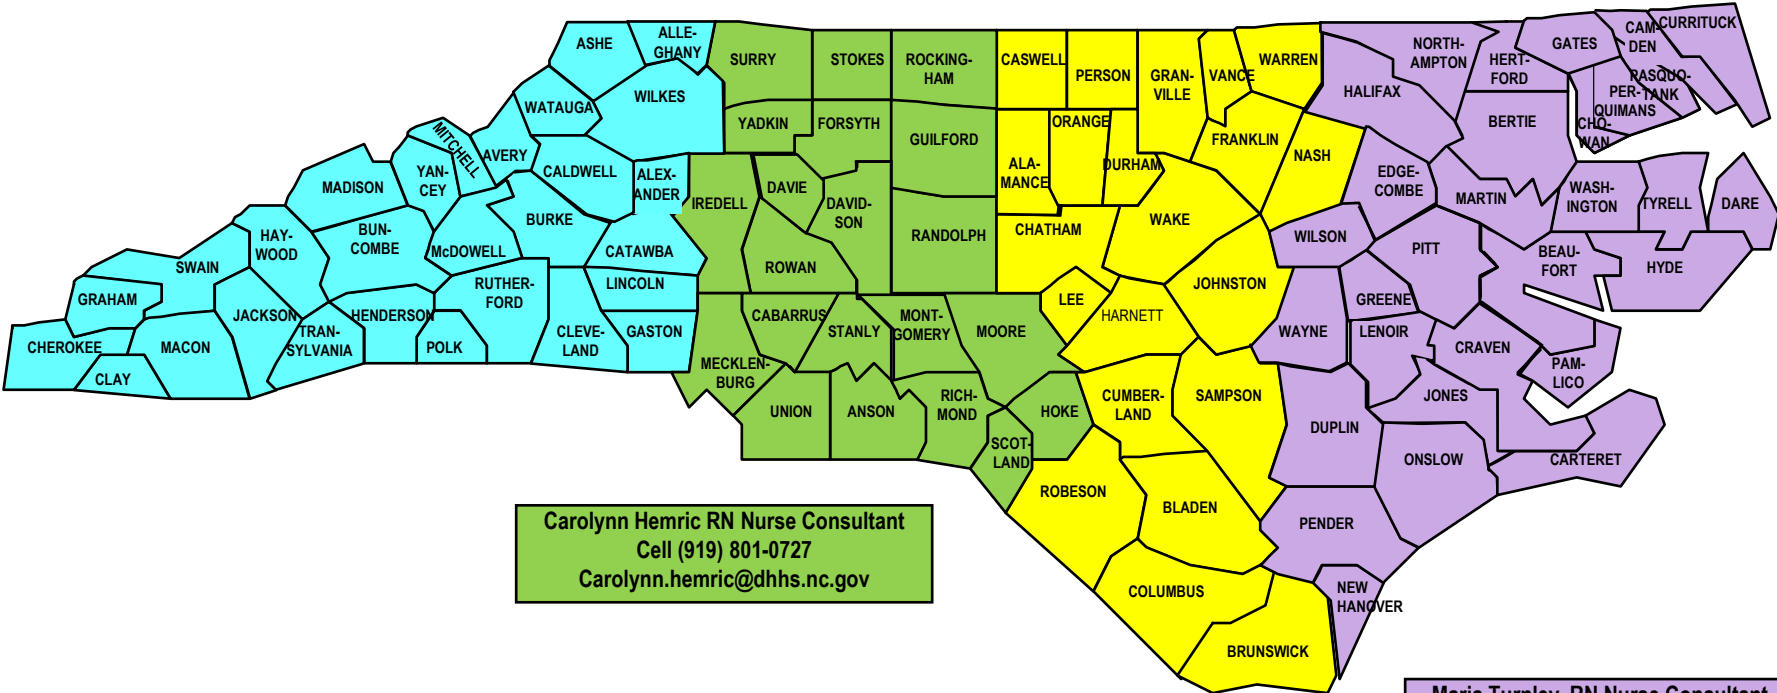 ASHE
ALLE-
GHANY
SURRY
STOKES
ROCKING-
HAM
CASWELL
PERSON
GRAN-
VILLE
VANCE
WARREN
NORTH-
AMPTON
HERT-
FORD
GATES
CAM-
DEN
CURRITUCK
PASQUO-
TANK
PER-
QUIMANS
CHO-
WAN
HALIFAX
BERTIE
WATAUGA
WILKES
YADKIN
FORSYTH
GUILFORD
ALA-
MANCE
ORANGE
DURHAM
FRANKLIN
NASH
EDGE-
COMBE
MARTIN
WASH-
INGTON
TYRELL
DARE
MITCHELL
AVERY
CALDWELL
ALEX-
ANDER
IREDELL
DAVIE
DAVID-
SON
RANDOLPH
CHATHAM
WAKE
WILSON
PITT
BEAU-
FORT
HYDE
MADISON
YAN-
CEY
BURKE
CATAWBA
ROWAN
HAY-
WOOD
BUN-
COMBE
McDOWELL
SWAIN
RUTHER-
FORD
LINCOLN
GRAHAM
JACKSON
TRAN-
SYLVANIA
HENDERSON
POLK
CLEVE-
LAND
GASTON
CABARRUS
STANLY
MONT-
GOMERY
MOORE
LEE
HARNETT
JOHNSTON
WAYNE
GREENE
LENOIR
CRAVEN
PAM-
LICO
CHEROKEE
MACON
CLAY
MECKLEN-
BURG
UNION
ANSON
RICH-
MOND
HOKE
SCOT-
LAND
CUMBER-
LAND
SAMPSON
DUPLIN
JONES
ONSLOW
CARTERET
ROBESON
BLADEN
PENDER
COLUMBUS
NEW
HANOVER
BRUNSWICK
Carolynn Hemric RN Nurse Consultant
Cell (919) 801-0727
Carolynn.hemric@dhhs.nc.gov
Maria Turnley, RN Nurse Consultant